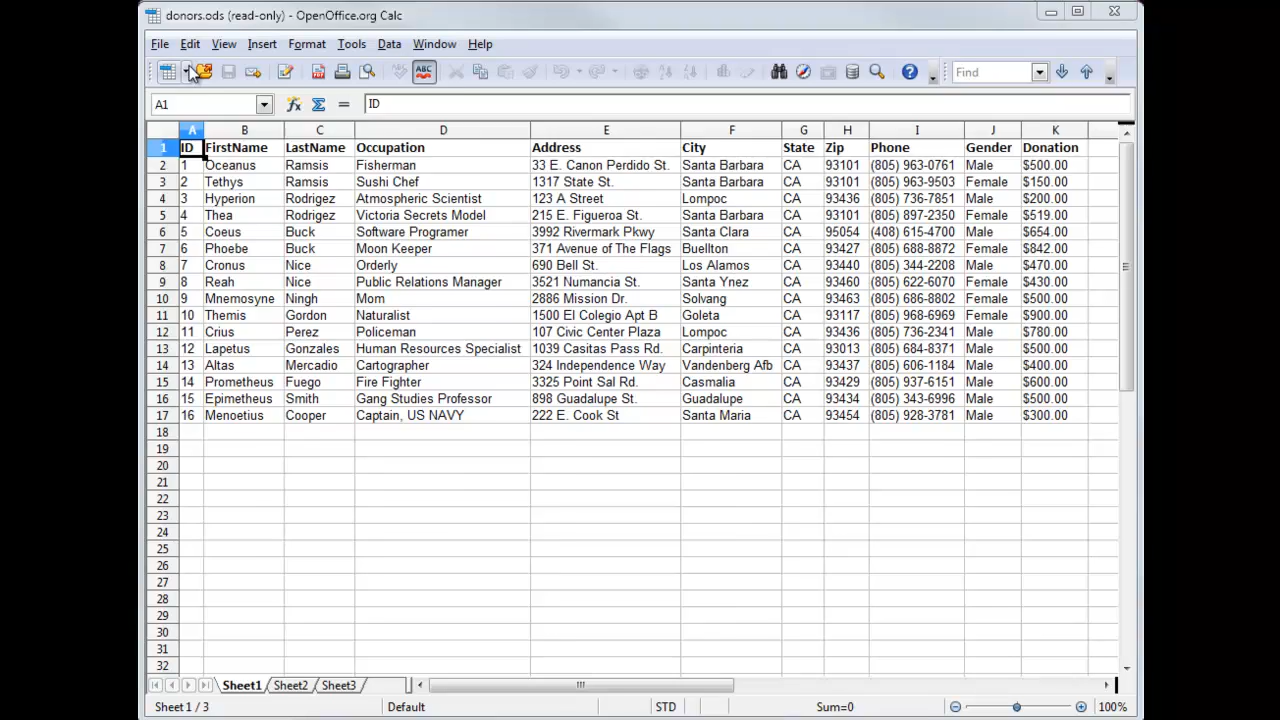 donors.ods (read-only) - OpenOffice.org Calc
File Edit View Insert Format Tools Data Window Help
ABC Find
A1 ID
A B C D E F G H I J K
1 ID FirstName LastName Occupation Address City State Zip Phone Gender Donation
2 1 Oceanus Ramsis Fisherman 33 E. Canon Perdido St. Santa Barbara CA 93101 (805) 963-0761 Male $500.00
3 2 Tethys Ramsis Sushi Chef 1317 State St. Santa Barbara CA 93101 (805) 963-9503 Female $150.00
4 3 Hyperion Rodrigez Atmospheric Scientist 123 A Street Lompoc CA 93436 (805) 736-7851 Male $200.00
5 4 Thea Rodrigez Victoria Secrets Model 215 E. Figueroa St. Santa Barbara CA 93101 (805) 897-2350 Female $519.00
6 5 Coeus Buck Software Programer 3992 Rivermark Pkwy Santa Clara CA 95054 (408) 615-4700 Male $654.00
7 6 Phoebe Buck Moon Keeper 371 Avenue of The Flags Buellton CA 93427 (805) 688-8872 Female $842.00
8 7 Cronus Nice Orderly 690 Bell St. Los Alamos CA 93440 (805) 344-2208 Male $470.00
9 8 Reah Nice Public Relations Manager 3521 Numancia St. Santa Ynez CA 93460 (805) 622-6070 Female $430.00
10 9 Mnemosyne Ningh Mom 2886 Mission Dr. Solvang CA 93463 (805) 686-8802 Female $500.00
11 10 Themis Gordon Naturalist 1500 El Colegio Apt B Goleta CA 93117 (805) 968-6969 Female $900.00
12 11 Crius Perez Policeman 107 Civic Center Plaza Lompoc CA 93436 (805) 736-2341 Male $780.00
13 12 Lapetus Gonzales Human Resources Specialist 1039 Casitas Pass Rd. Carpinteria CA 93013 (805) 684-8371 Male $500.00
14 13 Altas Mercadio Cartographer 324 Independence Way Vandenberg Afb CA 93437 (805) 606-1184 Male $400.00
15 14 Prometheus Fuego Fire Fighter 3325 Point Sal Rd. Casmalia CA 93429 (805) 937-6151 Male $600.00
16 15 Epimetheus Smith Gang Studies Professor 898 Guadalupe St. Guadalupe CA 93434 (805) 343-6996 Male $500.00
17 16 Menoetius Cooper Captain, US NAVY 222 E. Cook St Santa Maria CA 93454 (805) 928-3781 Male $300.00
18
19
20
21
22
23
24
25
26
27
28
29
30
31
32
Sheet1 Sheet2 Sheet3
Sheet 1 / 3 Default STD Sum=0 100%